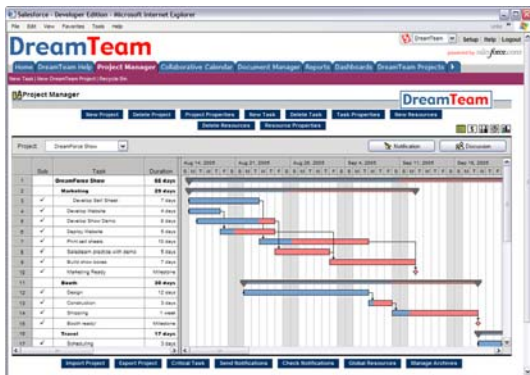 Salesforce - Developer Edition - Microsoft Internet Explorer
File Edit View Favorites Tools Help
DreamTeam
DreamTeam Setup Help Logout
powered by salesforce.com
Home DreamTeam Help Project Manager Collaborative Calendar Document Manager Reports Dashboards DreamTeam Projects
New Task | New DreamTeam Project | Recycle Bin
Project Manager
DreamTeam
New Project Delete Project Project Properties New Task Delete Task Task Properties New Resources
Delete Resources Resource Properties
Project: DreamForce Show Notification Discussion
Aug 14, 2005 Aug 21, 2005 Aug 28, 2005 Sep 4, 2005 Sep 11, 2005 Sep 18, 2005
Sub Task Duration
1 DreamForce Show
2 Marketing 29 days
3 Develop Sell Sheet 7 days
4 Develop Website 4 days
5 Develop Show Demo 6 days
6 Deploy Website 5 days
7 Print sell sheets 10 days
8 Salesteam practice with demo 5 days
9 Build show boxes 7 days
10 Marketing Ready Milestone
11 Booth
12 Design 12 days
13 Construction 3 days
14 Shipping 1 week
15 Booth ready Milestone
16 Travel 17 days
17 Scheduling 3 days
Import Project Export Project Critical Task Send Notifications Check Notifications Global Resources Manage Archives